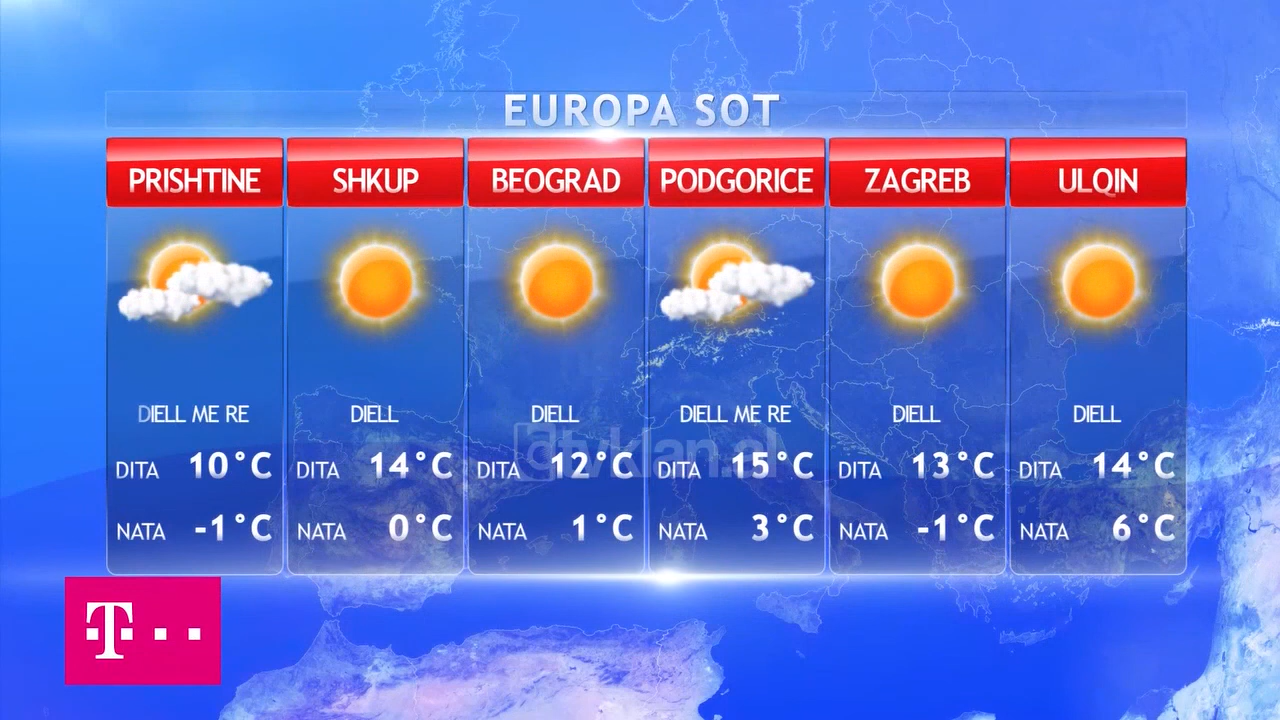 EUROPA SOT
PRISHTINE SHKUP BEOGRAD PODGORICE ZAGREB ULQIN
DIELL ME RE DIELL DIELL DIELL ME RE DIELL DIELL
tvklan.al
DITA 10°C DITA 14°C DITA 12°C DITA 15°C DITA 13°C DITA 14°C
NATA -1°C NATA 0°C NATA 1°C NATA 3°C NATA -1°C NATA 6°C
T